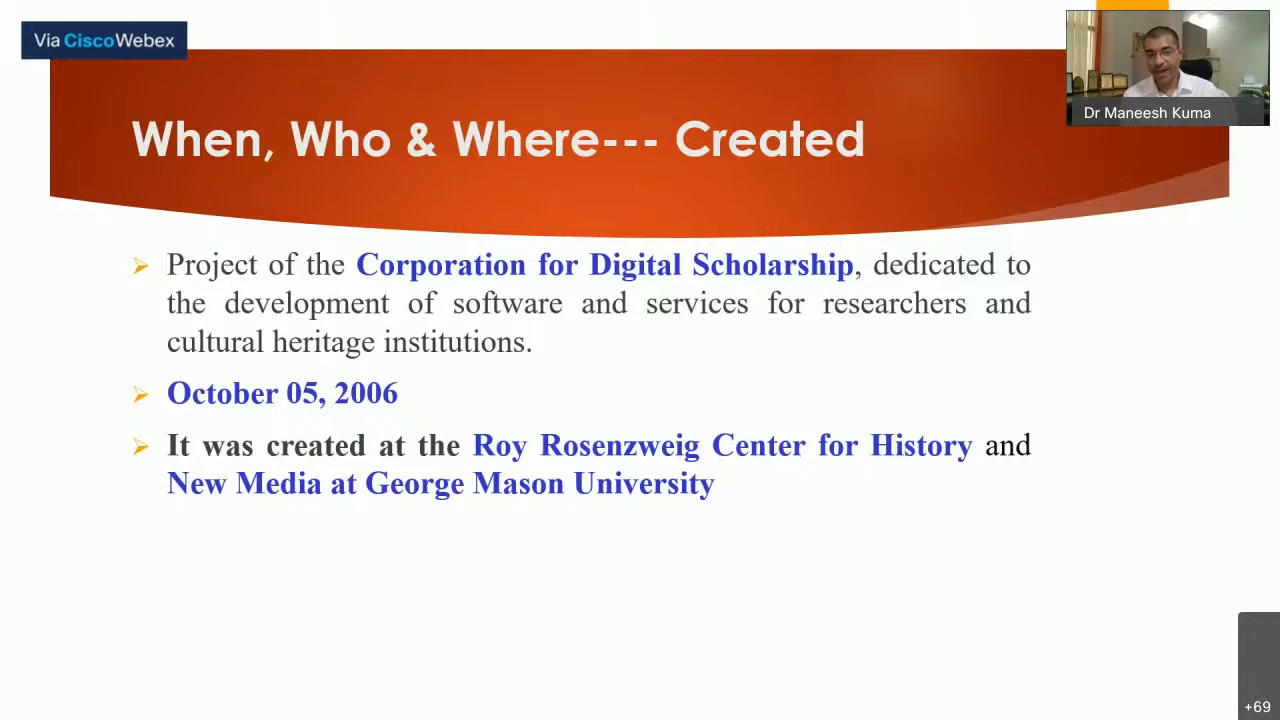 Via CiscoWebex
Dr Maneesh Kuma
When, Who & Where--- Created
➢ Project of the Corporation for Digital Scholarship, dedicated to
the development of software and services for researchers and
cultural heritage institutions.
➢ October 05, 2006
➢ It was created at the Roy Rosenzweig Center for History and
New Media at George Mason University
+69